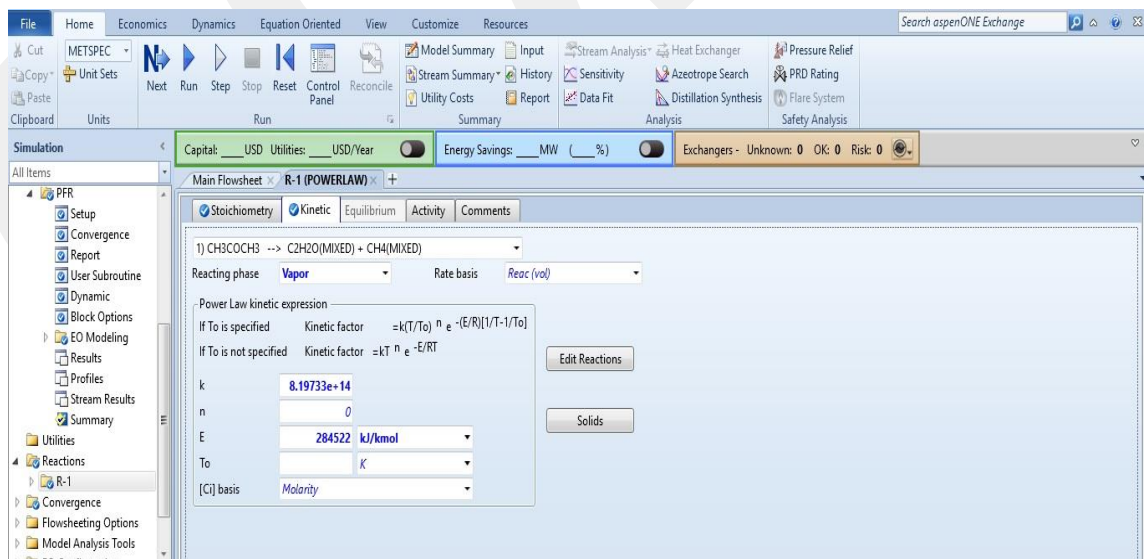 File Home Economics Dynamics Equation Oriented View Customize Resources Search aspenONE Exchange
Cut METSPEC Model Summary Input Stream Analysis Heat Exchanger Pressure Relief
Copy Unit Sets Next Run Step Stop Reset Control Panel Reconcile Stream Summary History Sensitivity Azeotrope Search PRD Rating
Paste Utility Costs Report Data Fit Distillation Synthesis Flare System
Clipboard Units Run Summary Analysis Safety Analysis
Simulation Capital: ____USD Utilities: ____USD/Year Energy Savings: ____MW (____%) Exchangers - Unknown: 0 OK: 0 Risk: 0
All Items Main Flowsheet R-1 (POWERLAW) +
PFR
Setup
Convergence
Report
User Subroutine
Dynamic
Block Options
EO Modeling
Results
Profiles
Stream Results
Summary
Utilities
Reactions
R-1
Convergence
Flowsheeting Options
Model Analysis Tools
Stoichiometry Kinetic Equilibrium Activity Comments
1) CH3COCH3 --> C2H2O(MIXED) + CH4(MIXED)
Reacting phase Vapor Rate basis Reac (vol)
Power Law kinetic expression
If To is specified Kinetic factor =k(T/To) n e -(E/R)[1/T-1/To]
If To is not specified Kinetic factor =kT n e -E/RT
Edit Reactions
k 8.19733e+14
n 0
Solids
E 284522 kJ/kmol
To K
[Ci] basis Molarity